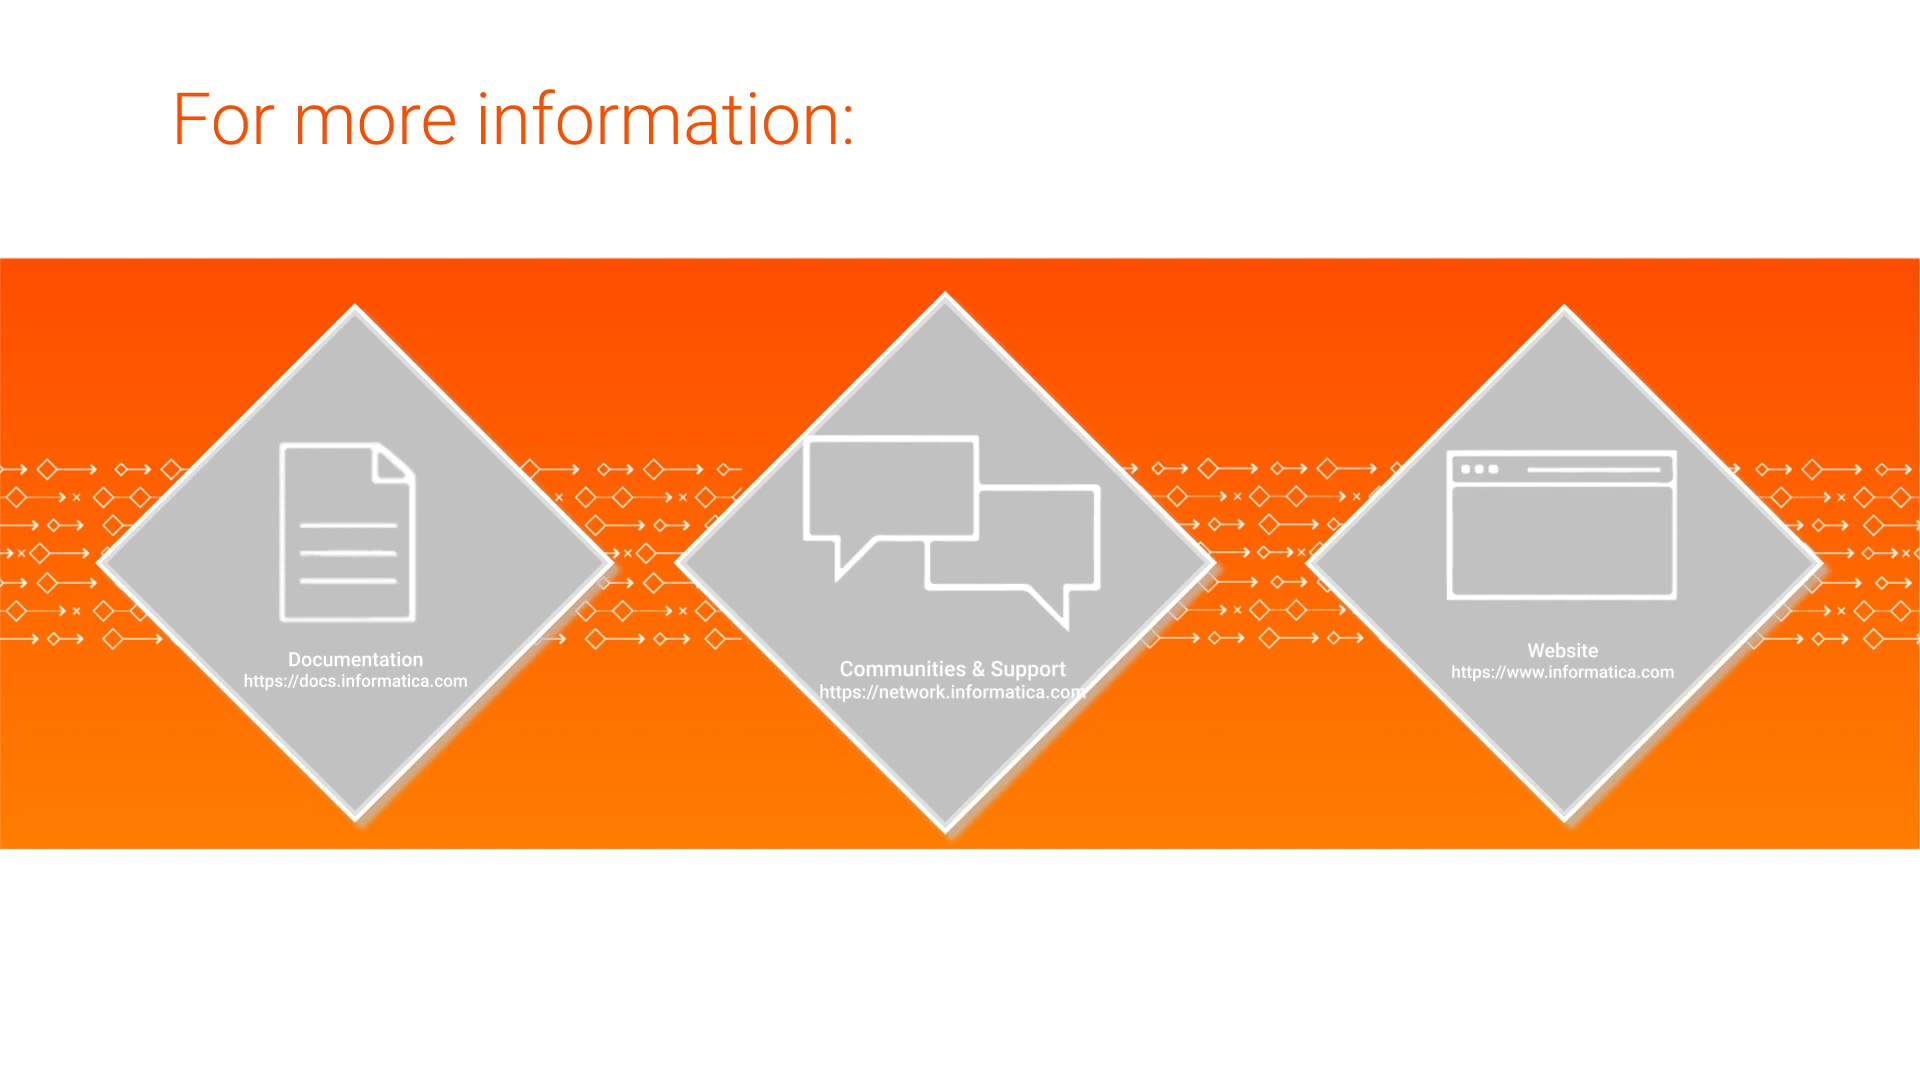 For more information:
Documentation
https://docs.informatica.com
Communities & Support
https://network.informatica.com
Website
https://www.informatica.com